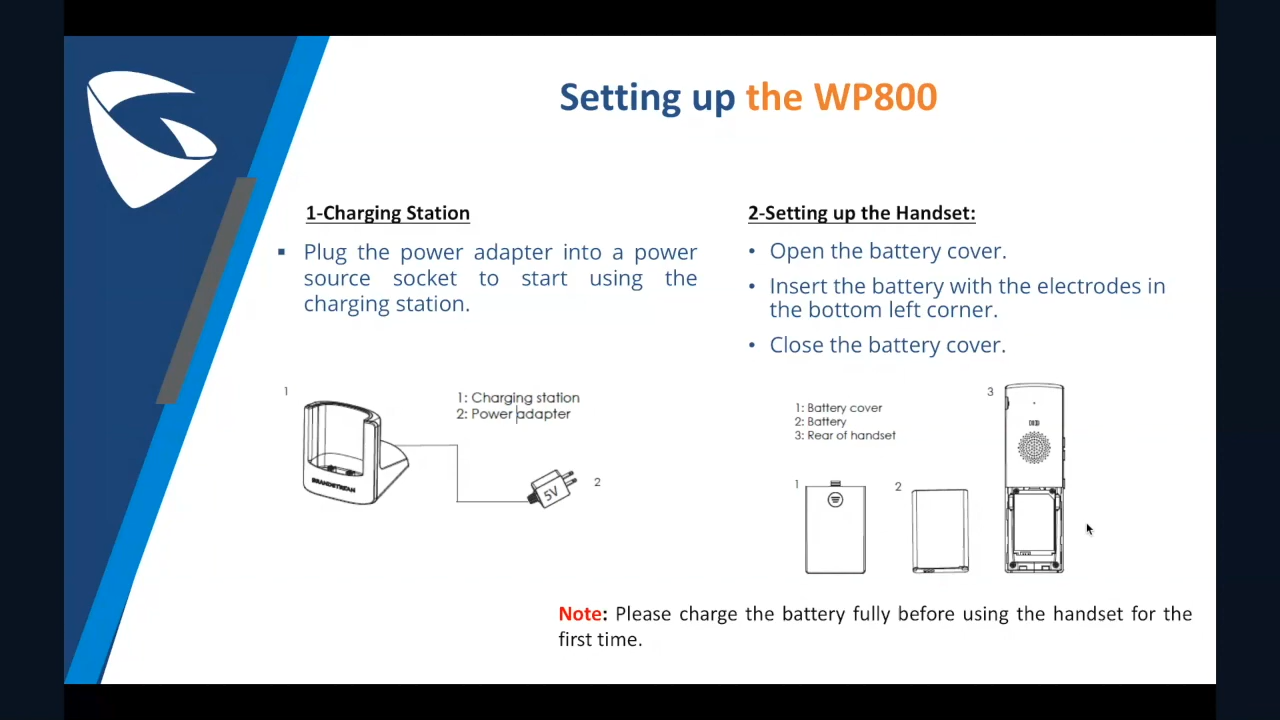 Setting up the WP800
1-Charging Station
▪ Plug the power adapter into a power
source socket to start using the
charging station.
1
1: Charging station
2: Power adapter
GRANDSTREAM
5V
2
2-Setting up the Handset:
• Open the battery cover.
• Insert the battery with the electrodes in
the bottom left corner.
• Close the battery cover.
1: Battery cover
2: Battery
3: Rear of handset
3
1
2
Note: Please charge the battery fully before using the handset for the
first time.